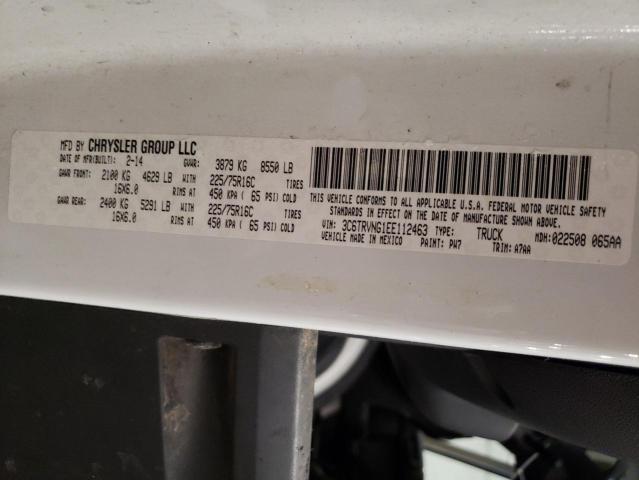 MFD BY CHRYSLER GROUP LLC
DATE OF MFR(BUILT): 2-14 GVWR: 3879 KG 8550 LB
GAWR FRONT: 2100 KG 4629 LB WITH 225/75R16C TIRES
16X6.0 RIMS AT 450 KPA ( 65 PSI) COLD
GAWR REAR: 2400 KG 5291 LB WITH 225/75R16C TIRES
16X6.0 RIMS AT 450 KPA ( 65 PSI) COLD
THIS VEHICLE CONFORMS TO ALL APPLICABLE U.S.A. FEDERAL MOTOR VEHICLE SAFETY
STANDARDS IN EFFECT ON THE DATE OF MANUFACTURE SHOWN ABOVE.
VIN: 3C6TRVNG1EE112463 TYPE: TRUCK MDH: 022508 065AA
VEHICLE MADE IN MEXICO PAINT: PW7 TRIM: A7AA